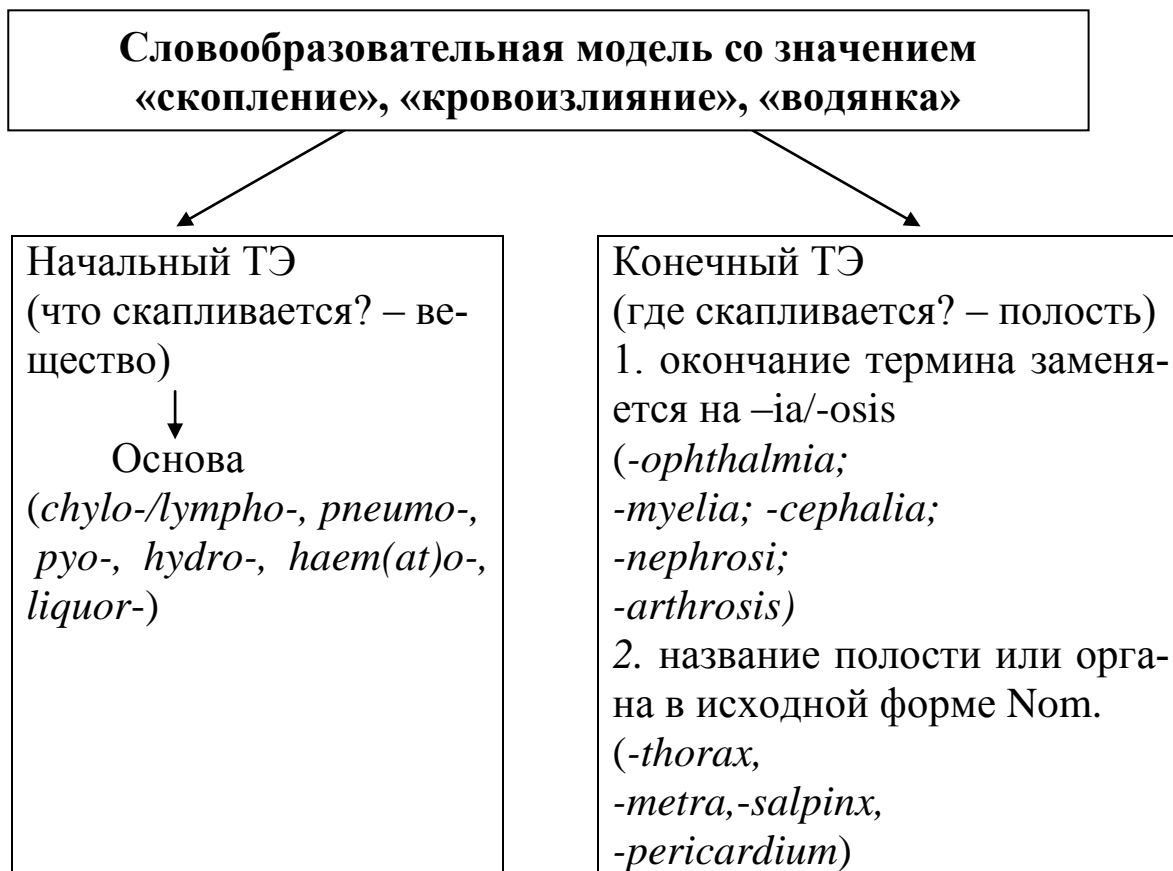 Словообразовательная модель со значением
«скопление», «кровоизлияние», «водянка»
Начальный ТЭ
(что скапливается? – ве-
щество)
Основа
(chylo-/lympho-, pneumo-,
pyo-, hydro-, haem(at)o-,
liquor-)
Конечный ТЭ
(где скапливается? – полость)
1. окончание термина заменя-
ется на –ia/-osis
(-ophthalmia;
-myelia; -cephalia;
-nephrosi;
-arthrosis)
2. название полости или орга-
на в исходной форме Nom.
(-thorax,
-metra,-salpinx,
-pericardium)